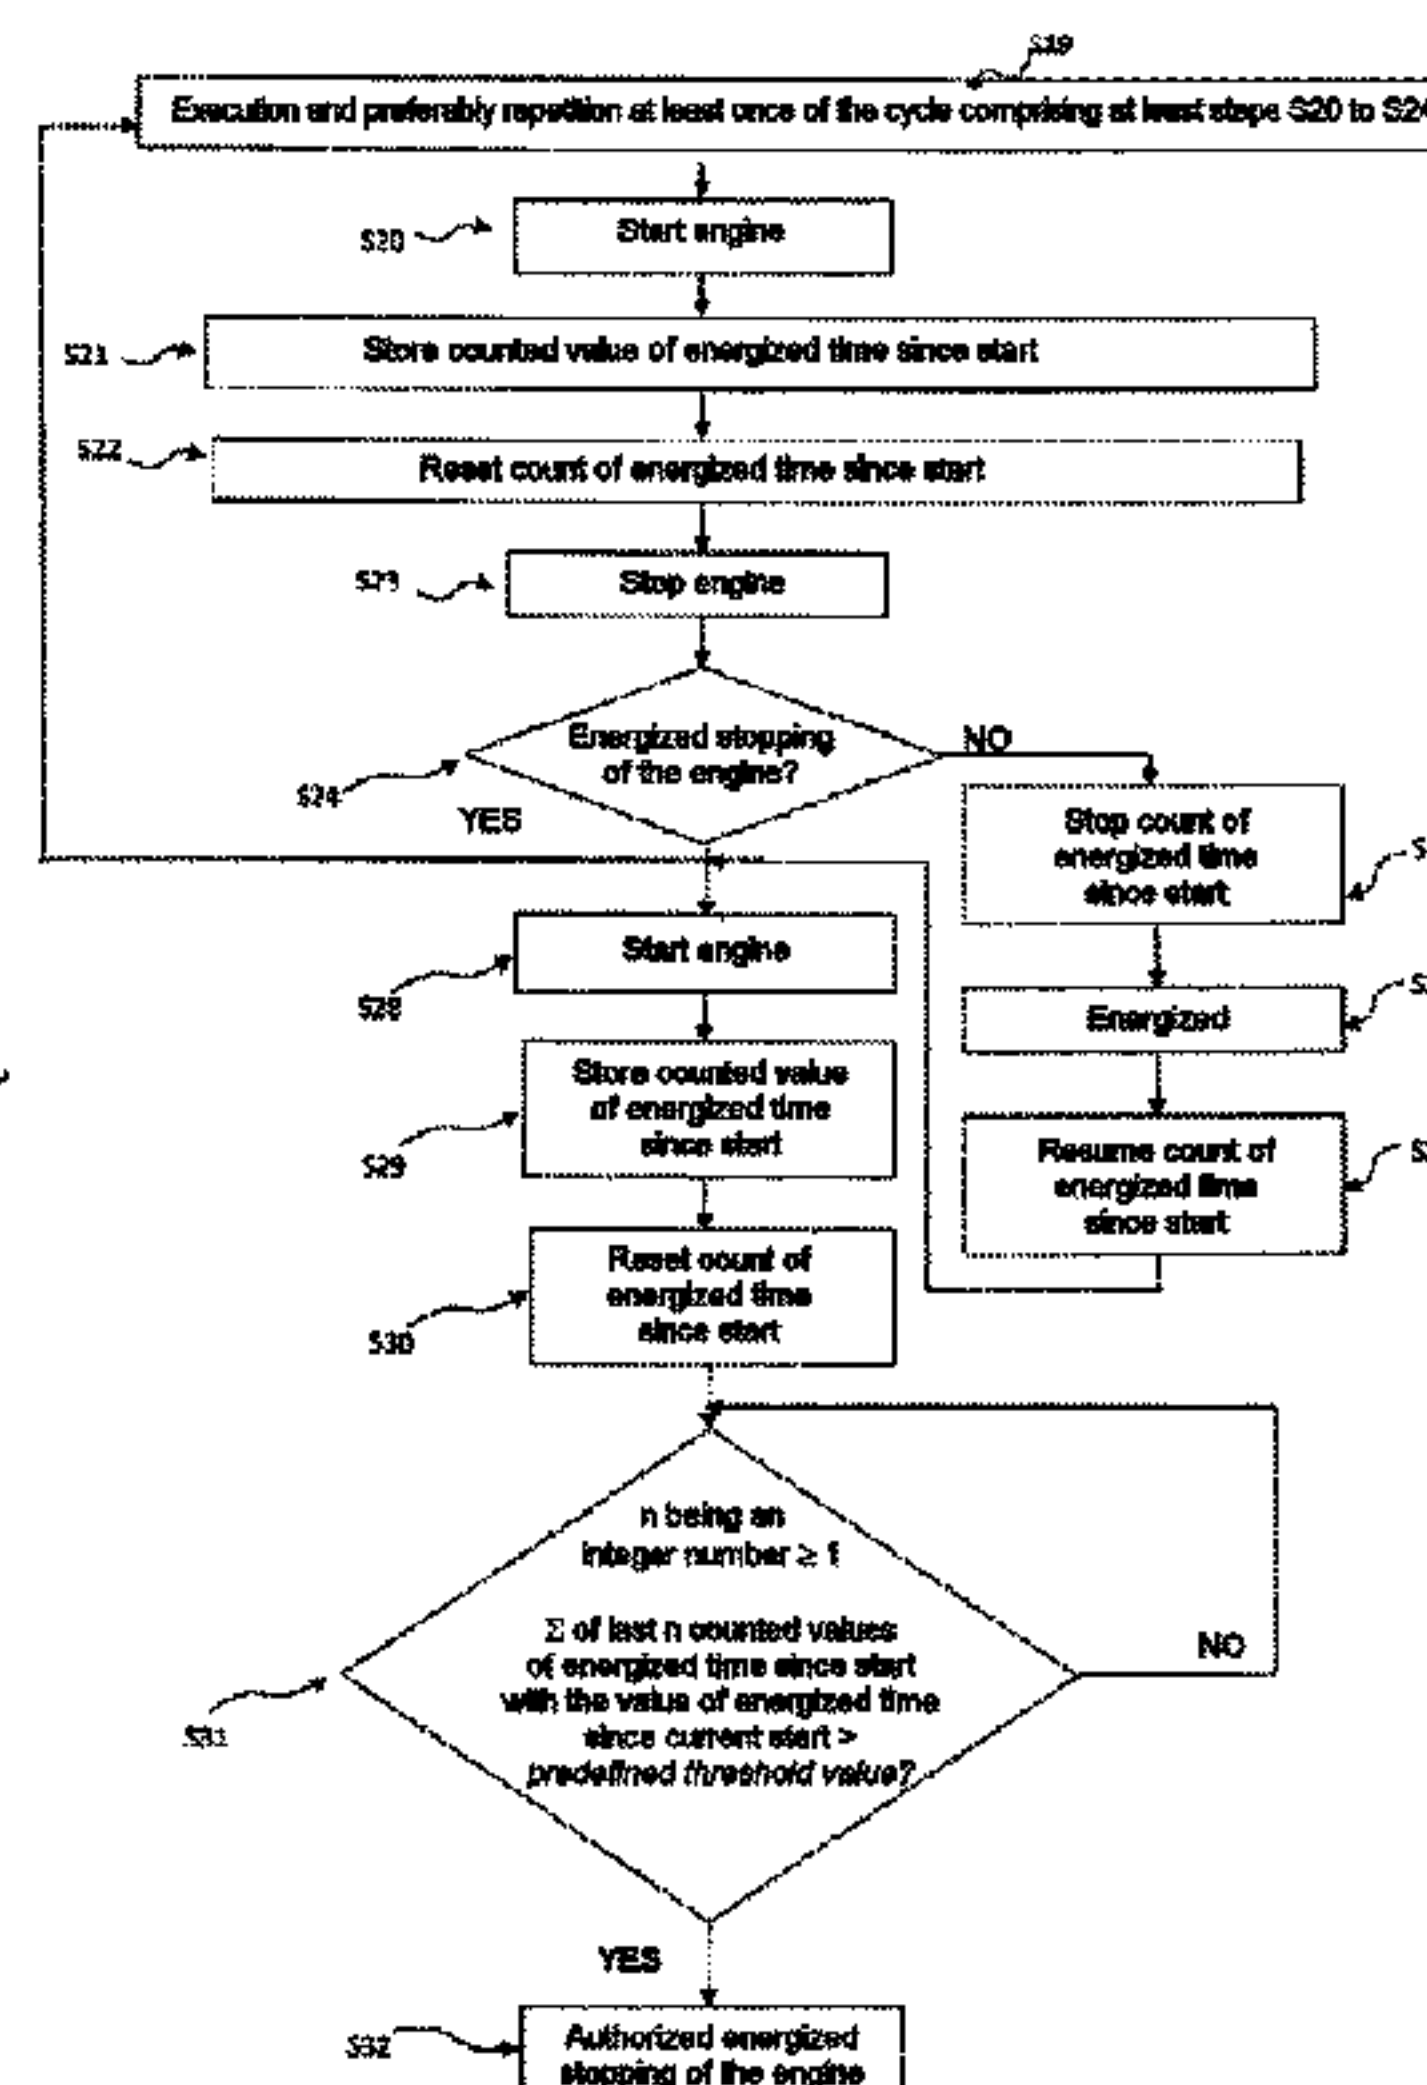 S19
Execution and preferably repetition at least once of the cycle comprising at least steps S20 to S24
S20
Start engine
S21
Store counted value of energized time since start
S22
Reset count of energized time since start
S23
Stop engine
Energized stopping
of the engine?
NO
S24
YES
Stop count of
energized time
since start
Start engine
S28
Energized
Store counted value
of energized time
since start
S29
Resume count of
energized time
since start
Reset count of
energized time
since start
S30
n being an
integer number ≥ 1
Σ of last n counted values
of energized time since start
with the value of energized time
since current start >
predefined threshold value?
NO
S31
YES
S32
Authorized energized
stopping of the engine